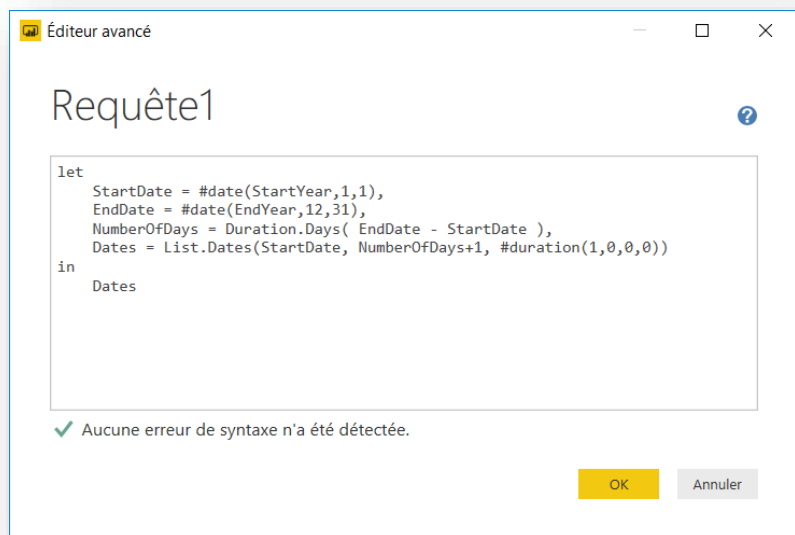 Éditeur avancé
Requête1
let
    StartDate = #date(StartYear,1,1),
    EndDate = #date(EndYear,12,31),
    NumberOfDays = Duration.Days( EndDate - StartDate ),
    Dates = List.Dates(StartDate, NumberOfDays+1, #duration(1,0,0,0))
in
    Dates
Aucune erreur de syntaxe n'a été détectée.
OK Annuler